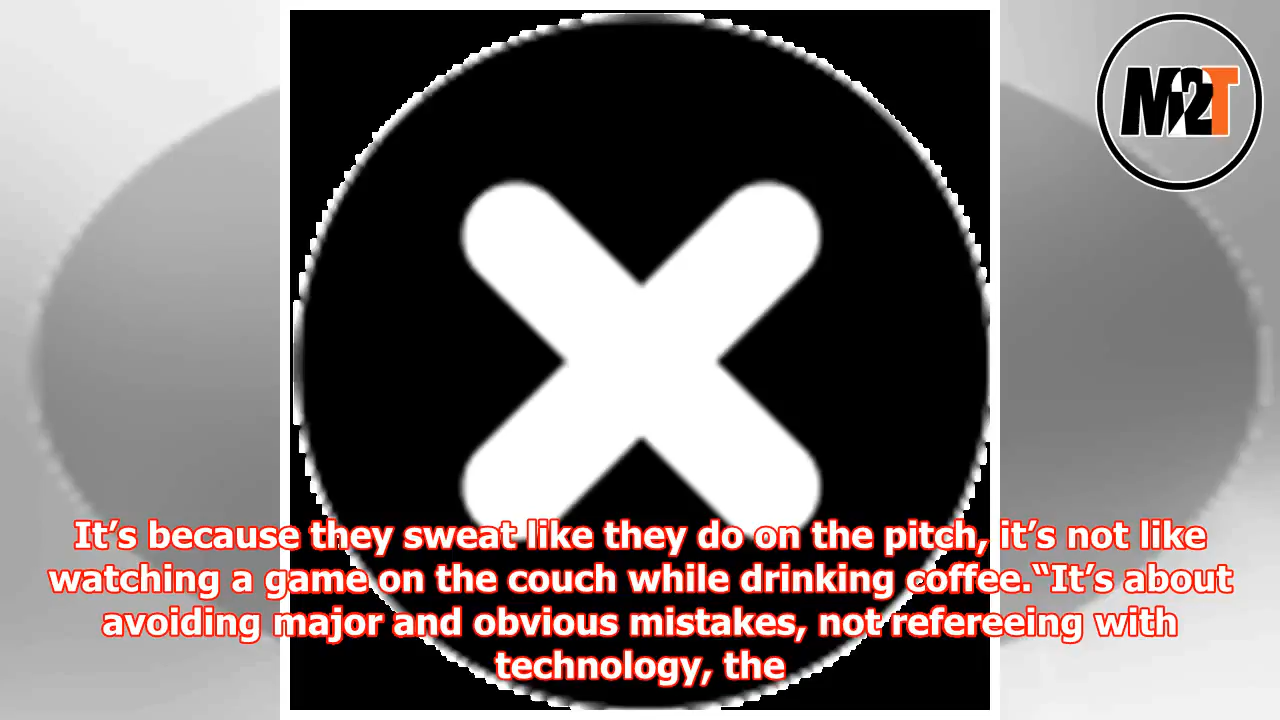 M2T
It’s because they sweat like they do on the pitch, it’s not like
watching a game on the couch while drinking coffee.“It’s about
avoiding major and obvious mistakes, not refereeing with
technology, the